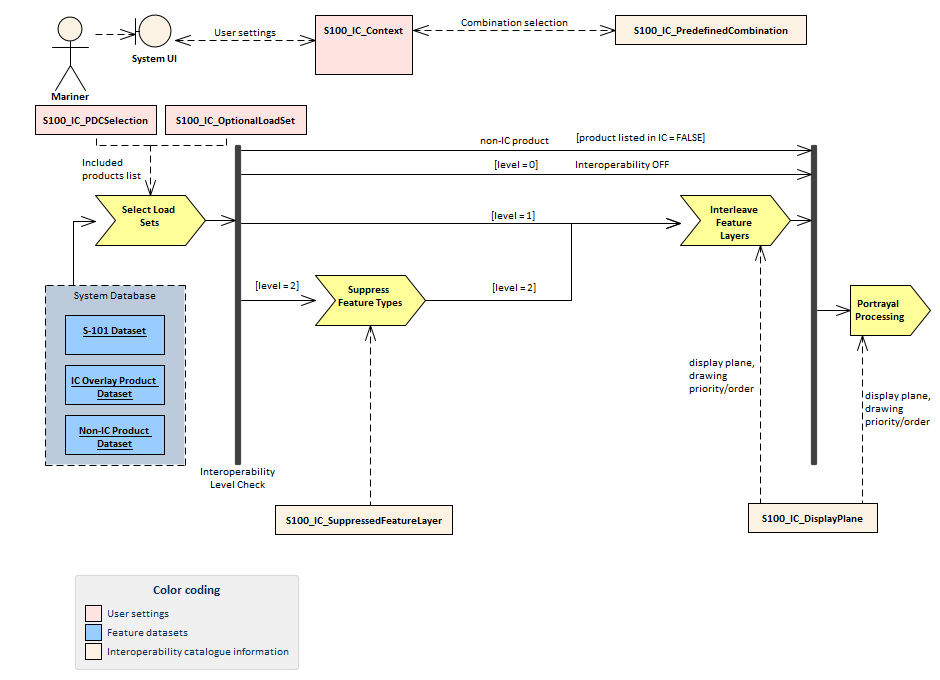 User settings
S100_IC_Context
Combination selection
S100_IC_PredefinedCombination
System UI
Mariner
S100_IC_PDCSelection
S100_IC_OptionalLoadSet
Included
products list
non-IC product
[product listed in IC = FALSE]
[level = 0]
Interoperability OFF
Select Load
Sets
[level = 1]
Interleave
Feature
Layers
[level = 2]
Suppress
Feature Types
[level = 2]
System Database
S-101 Dataset
IC Overlay Product
Dataset
Non-IC Product
Dataset
Portrayal
Processing
display plane,
drawing
priority/order
display plane,
drawing
priority/order
Interoperability
Level Check
S100_IC_SuppressedFeatureLayer
S100_IC_DisplayPlane
Color coding
User settings
Feature datasets
Interoperability catalogue information